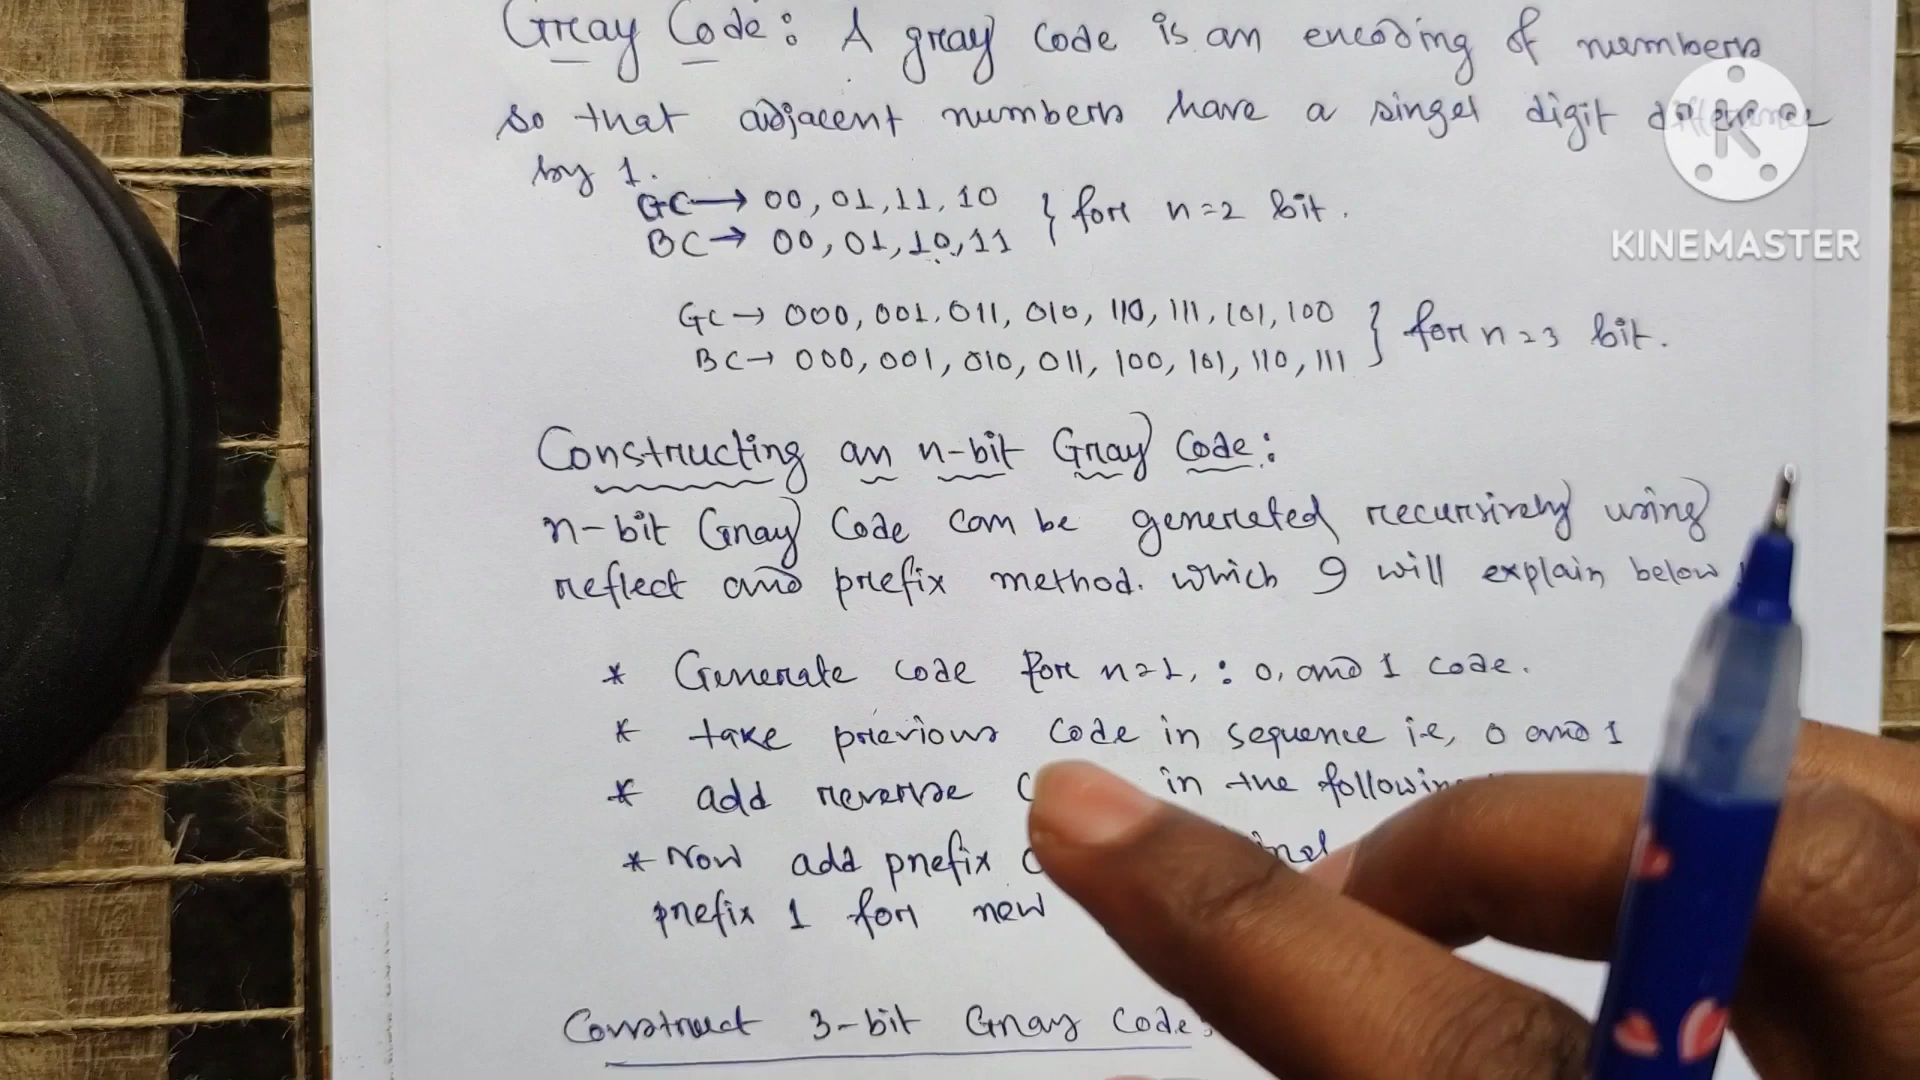 Gray Code: A gray code is an encoding of numbers
so that adjacent numbers have a singel digit difference
by 1.
GC → 00, 01, 11, 10 } for n=2 bit.
BC → 00, 01, 10, 11
KINEMASTER
GC → 000, 001, 011, 010, 110, 111, 101, 100 } for n=3 bit.
BC → 000, 001, 010, 011, 100, 101, 110, 111
Constructing an n-bit Gray Code:
n-bit Gray Code can be generated recursively using
reflect and prefix method. which I will explain below
* Generate code for n=1, : 0, and 1 code.
* take previous code in sequence i.e, 0 and 1
* add reverse in the following
* Now add prefix
prefix 1 for new
Construct 3-bit Gray Code: